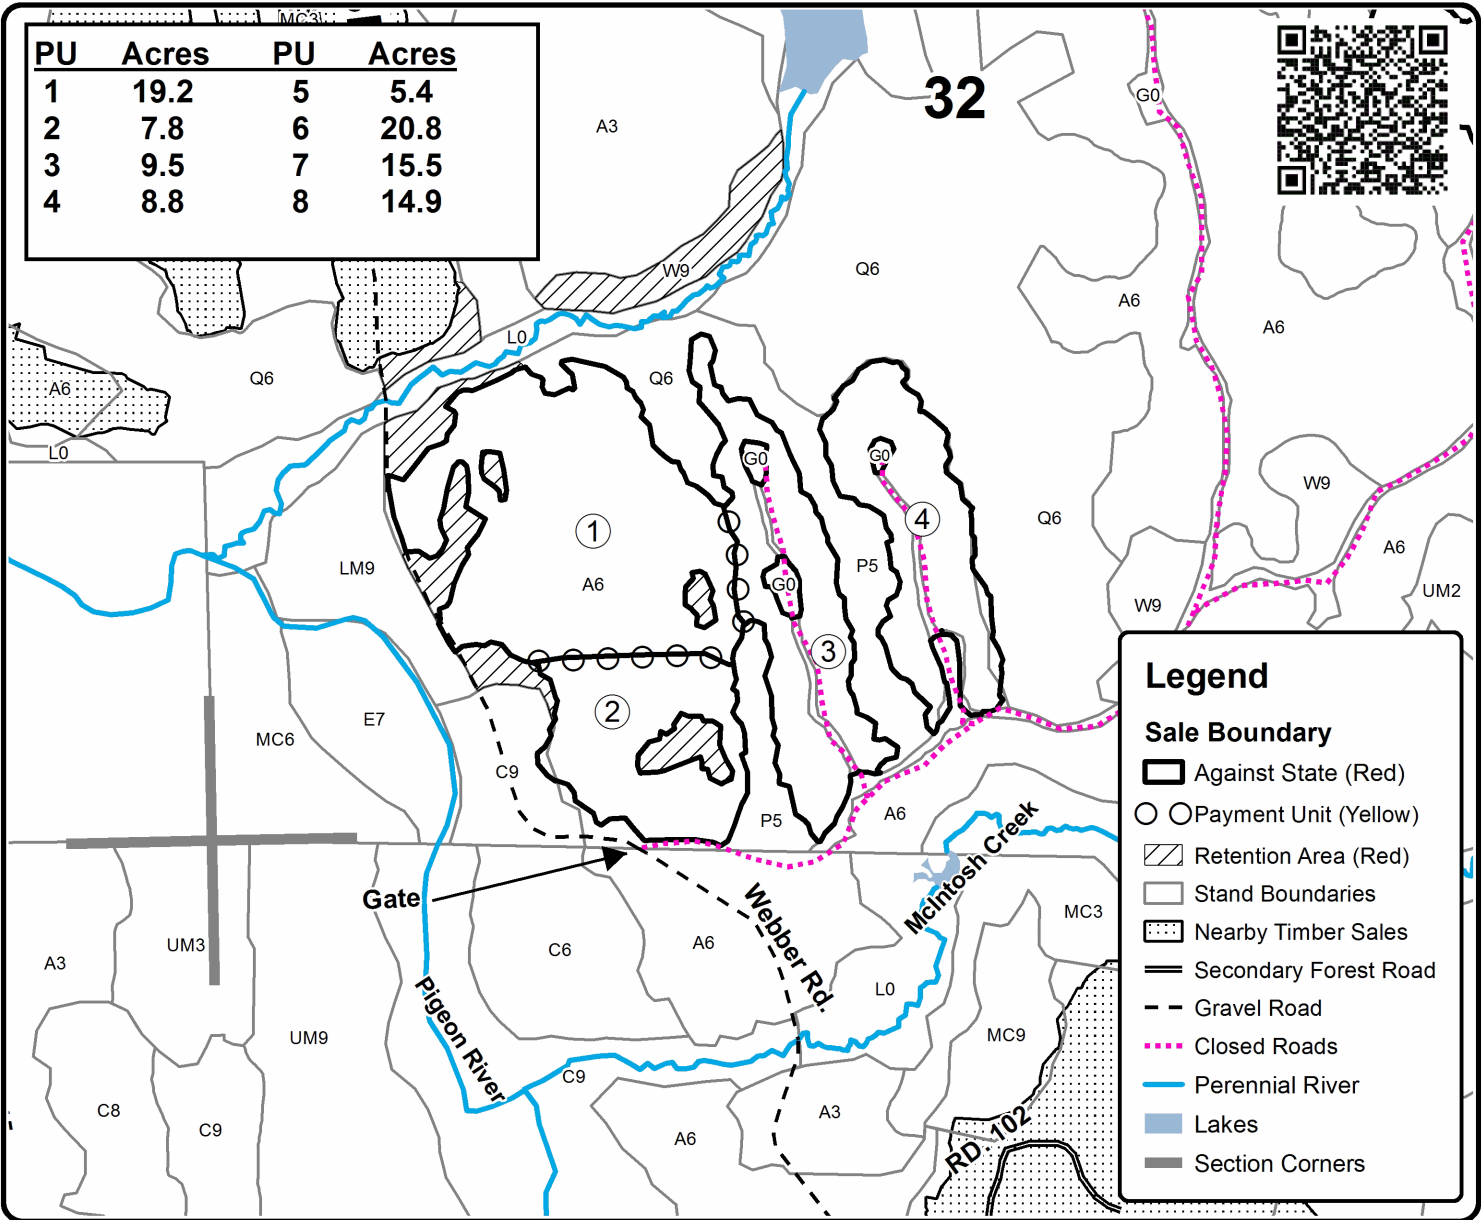 MC3
PU Acres PU Acres
1 19.2 5 5.4
2 7.8 6 20.8
3 9.5 7 15.5
4 8.8 8 14.9
32
G0
A3
W9
Q6
A6
A6
L0
Q6
A6
Q6
L0
G0
G0
W9
1
4
Q6
A6
LM9
A6
P5
G0
UM2
W9
3
2
E7
MC6
C9
P5
A6
Gate
McIntosh Creek
Webber Rd.
MC3
A3
UM3
C6
A6
L0
Pigeon River
UM9
MC9
C9
C8
C9
A3
A6
RD. 102
Legend
Sale Boundary
Against State (Red)
Payment Unit (Yellow)
Retention Area (Red)
Stand Boundaries
Nearby Timber Sales
Secondary Forest Road
Gravel Road
Closed Roads
Perennial River
Lakes
Section Corners